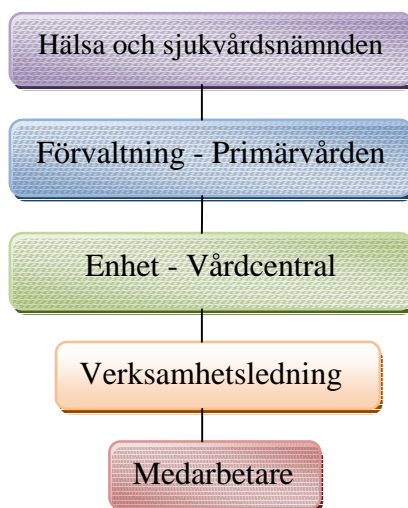 Hälsa och sjukvårdsnämnden
Förvaltning - Primärvården
Enhet - Vårdcentral
Verksamhetsledning
Medarbetare